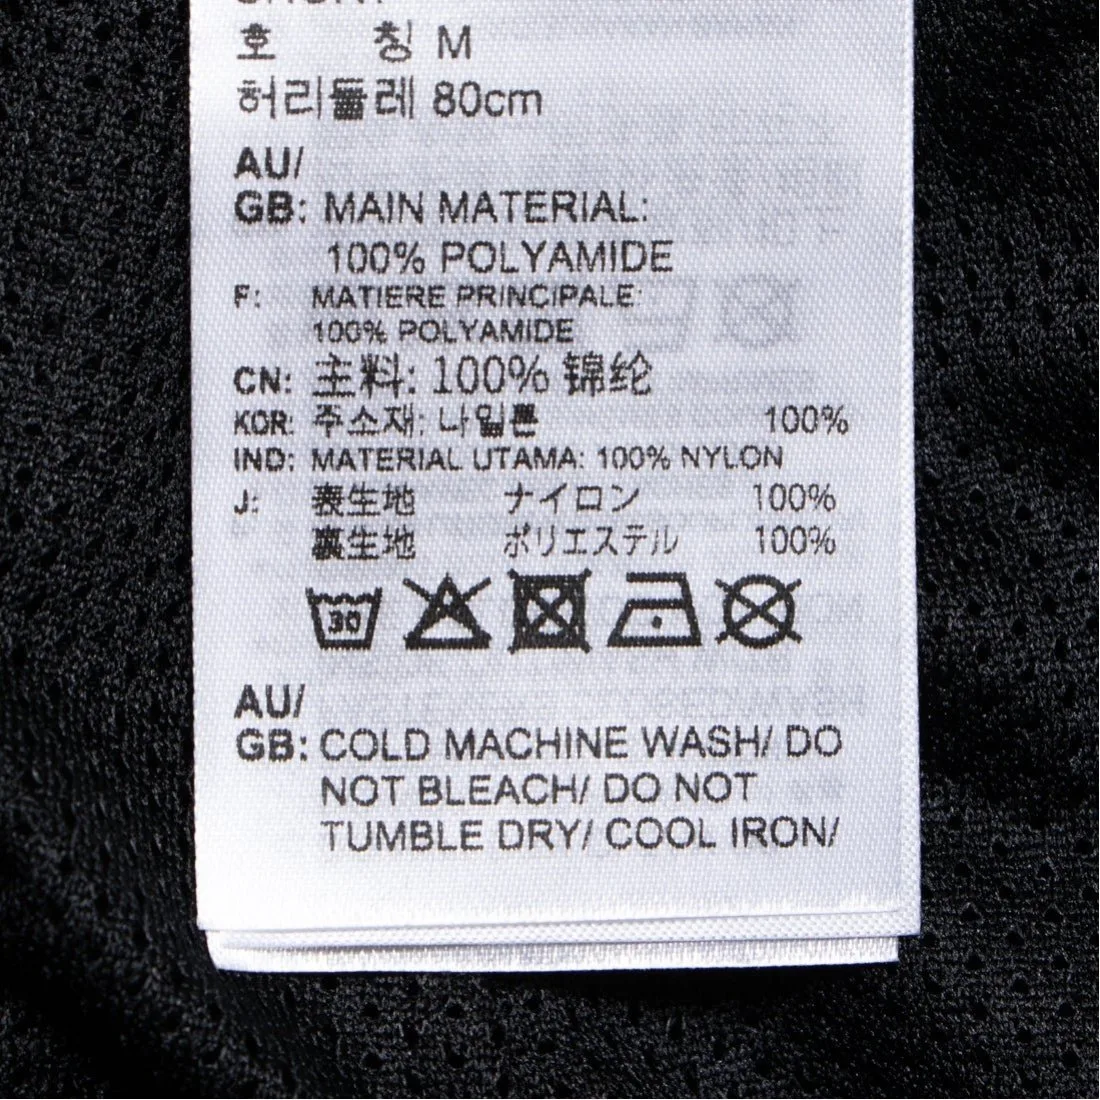 호 칭 M
허리둘레 80cm
AU/
GB: MAIN MATERIAL:
100% POLYAMIDE
F: MATIERE PRINCIPALE:
100% POLYAMIDE
CN: 主料: 100% 锦纶
KOR: 주소재: 나일론 100%
IND: MATERIAL UTAMA: 100% NYLON
J: 表生地 ナイロン 100%
裏生地 ポリエステル 100%
30
AU/
GB: COLD MACHINE WASH/ DO
NOT BLEACH/ DO NOT
TUMBLE DRY/ COOL IRON/